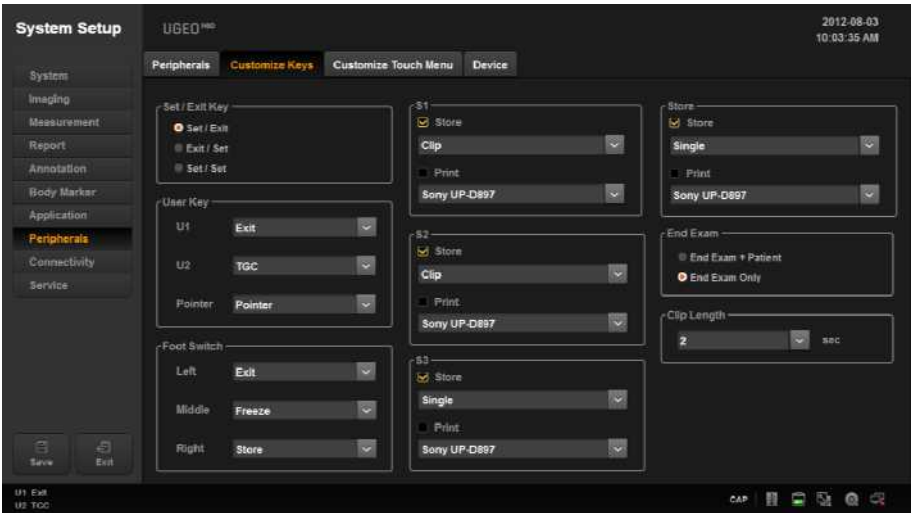 System Setup
UGEO H60
2012-08-03
10:03:35 AM
Peripherals Customize Keys Customize Touch Menu Device
System
Imaging
Measurement
Report
Annotation
Body Marker
Application
Peripherals
Connectivity
Service
Save Exit
Set / Exit Key
Set / Exit
Exit / Set
Set / Set
User Key
U1 Exit
U2 TGC
Pointer Pointer
Foot Switch
Left Exit
Middle Freeze
Right Store
S1
Store
Clip
Print
Sony UP-D897
S2
Store
Clip
Print
Sony UP-D897
S3
Store
Single
Print
Sony UP-D897
Store
Store
Single
Print
Sony UP-D897
End Exam
End Exam + Patient
End Exam Only
Clip Length
2 sec
U1 Exit
U2 TGC
CAP